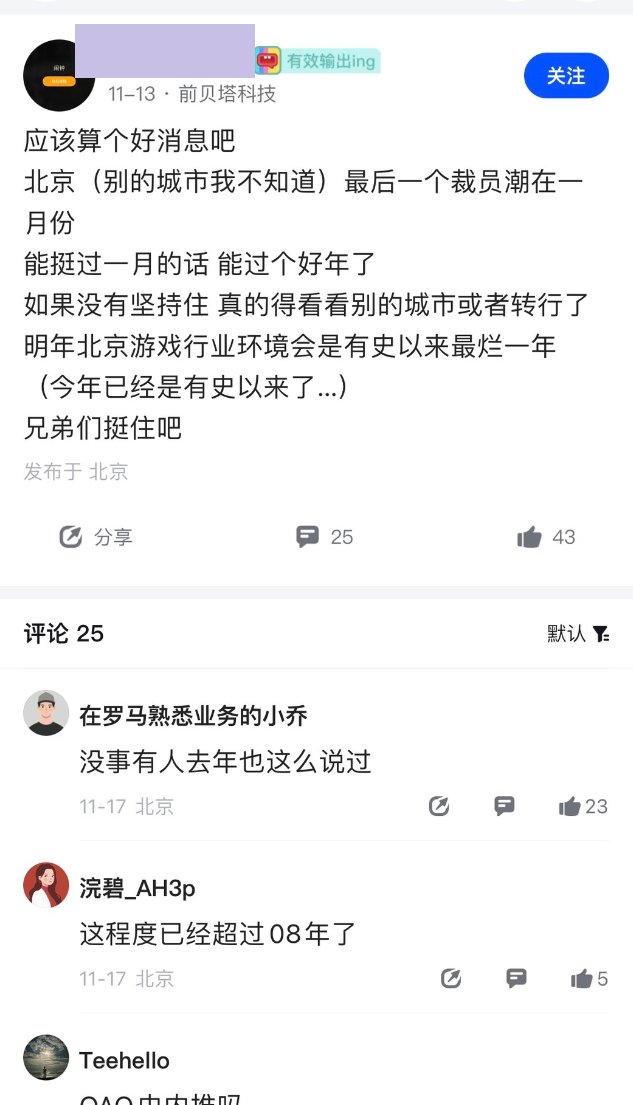 有效输出ing
11-13 · 前贝塔科技
关注
应该算个好消息吧
北京（别的城市我不知道）最后一个裁员潮在一
月份
能挺过一月的话 能过个好年了
如果没有坚持住 真的得看看别的城市或者转行了
明年北京游戏行业环境会是有史以来最烂一年
（今年已经是有史以来了...）
兄弟们挺住吧
发布于 北京
分享
25
43
评论 25
默认
在罗马熟悉业务的小乔
没事有人去年也这么说过
11-17 北京
23
浣碧_AH3p
这程度已经超过08年了
11-17 北京
5
Teehello